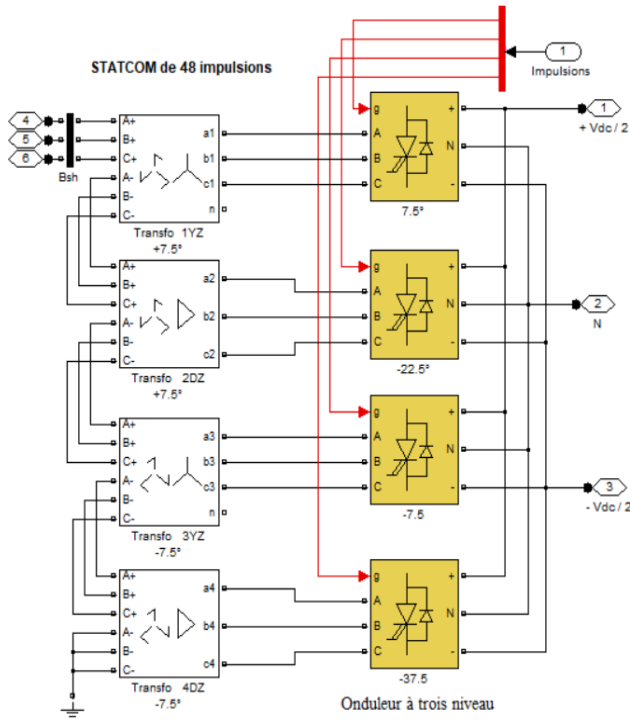 STATCOM de 48 impulsions
1
Impulsions
4
5
6
Bsh
A+
B+
C+
A-
B-
C-
a1
b1
c1
n
Transfo 1YZ
+7.5°
g
A
B
C
+
N
-
7.5°
1
+ Vdc / 2
A+
B+
C+
A-
B-
C-
a2
b2
c2
Transfo 2DZ
+7.5°
g
A
B
C
+
N
-
-22.5°
2
N
A+
B+
C+
A-
B-
C-
a3
b3
c3
n
Transfo 3YZ
-7.5°
g
A
B
C
+
N
-
-7.5
3
- Vdc / 2
A+
B+
C+
A-
B-
C-
a4
b4
c4
Transfo 4DZ
-7.5°
g
A
B
C
+
N
-
-37.5
Onduleur à trois niveau